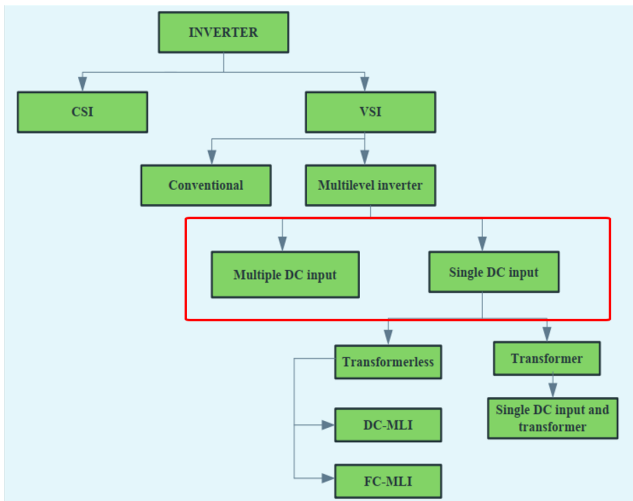 INVERTER
CSI
VSI
Conventional
Multilevel inverter
Multiple DC input
Single DC input
Transformerless
Transformer
Single DC input and
transformer
DC-MLI
FC-MLI